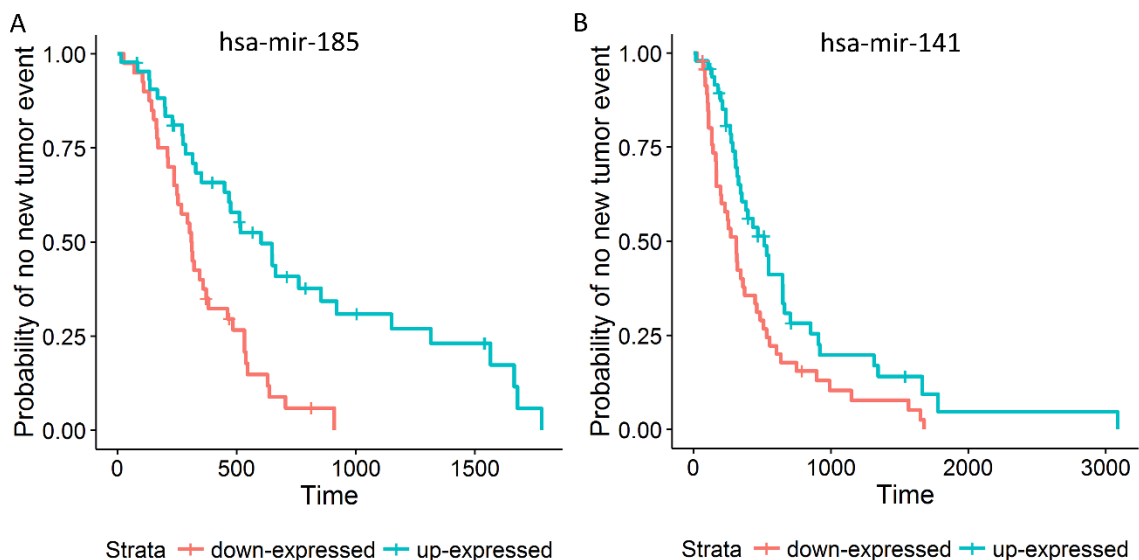 A
hsa-mir-185
Probability of no new tumor event
1.00
0.75
0.50
0.25
0.00
0 500 1000 1500
Time
Strata down-expressed up-expressed
B
hsa-mir-141
Probability of no new tumor event
1.00
0.75
0.50
0.25
0.00
0 1000 2000 3000
Time
Strata down-expressed up-expressed